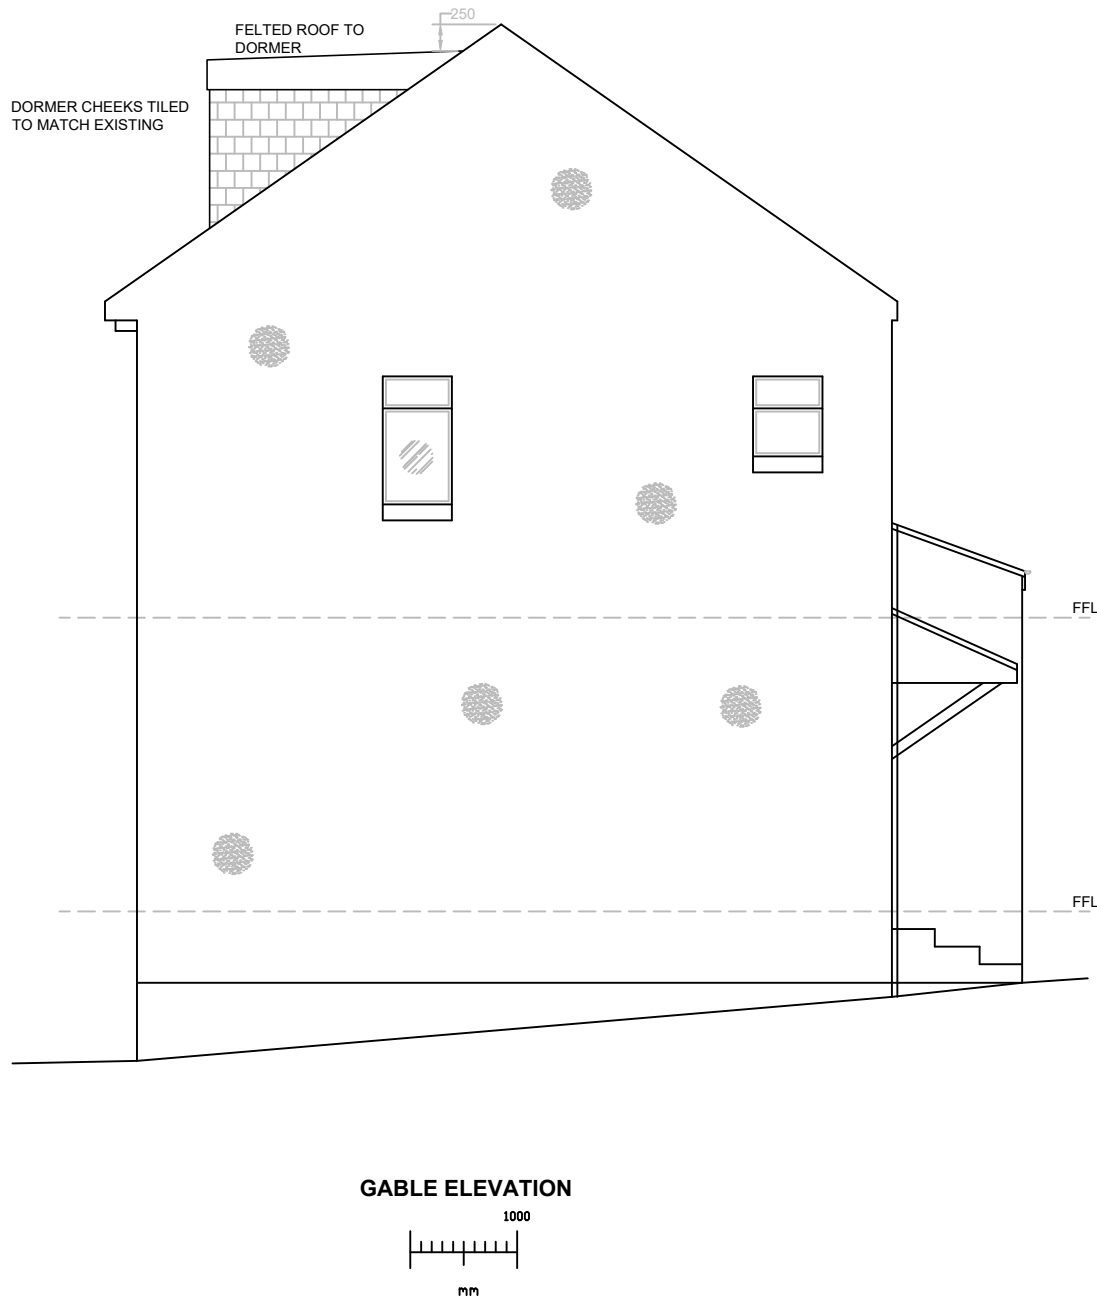 250
FELTED ROOF TO
DORMER
DORMER CHEEKS TILED
TO MATCH EXISTING
FFL
FFL
GABLE ELEVATION
1000
mm